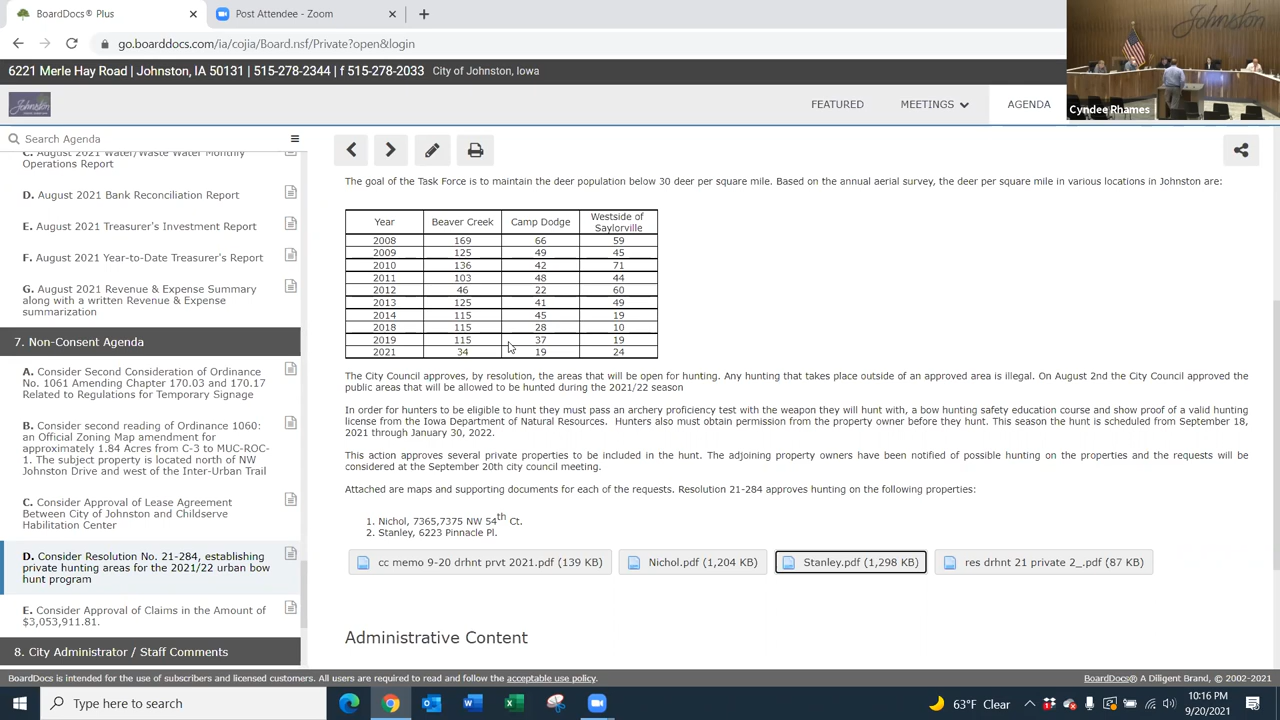 BoardDocs® Plus
Post Attendee - Zoom
go.boarddocs.com/ia/cojia/Board.nsf/Private?open&login
Johnston
Cyndee Rhames
6221 Merle Hay Road | Johnston, IA 50131 | 515-278-2344 | f 515-278-2033 City of Johnston, Iowa
Johnston
FEATURED MEETINGS AGENDA
Search Agenda
C. August 2021 Water/Waste Water Monthly
Operations Report
D. August 2021 Bank Reconciliation Report
E. August 2021 Treasurer's Investment Report
F. August 2021 Year-to-Date Treasurer's Report
G. August 2021 Revenue & Expense Summary
along with a written Revenue & Expense
summarization
7. Non-Consent Agenda
A. Consider Second Consideration of Ordinance
No. 1061 Amending Chapter 170.03 and 170.17
Related to Regulations for Temporary Signage
B. Consider second reading of Ordinance 1060:
an Official Zoning Map amendment for
approximately 1.84 Acres from C-3 to MUC-ROC-
1. The subject property is located north of NW
Johnston Drive and west of the Inter-Urban Trail
C. Consider Approval of Lease Agreement
Between City of Johnston and Childserve
Habilitation Center
D. Consider Resolution No. 21-284, establishing
private hunting areas for the 2021/22 urban bow
hunt program
E. Consider Approval of Claims in the Amount of
$3,053,911.81.
8. City Administrator / Staff Comments
The goal of the Task Force is to maintain the deer population below 30 deer per square mile. Based on the annual aerial survey, the deer per square mile in various locations in Johnston are:
Year Beaver Creek Camp Dodge Westside of
Saylorville
2008 169 66 59
2009 125 49 45
2010 136 42 71
2011 103 48 44
2012 46 22 60
2013 125 41 49
2014 115 45 19
2018 115 28 10
2019 115 37 19
2021 34 19 24
The City Council approves, by resolution, the areas that will be open for hunting. Any hunting that takes place outside of an approved area is illegal. On August 2nd the City Council approved the
public areas that will be allowed to be hunted during the 2021/22 season
In order for hunters to be eligible to hunt they must pass an archery proficiency test with the weapon they will hunt with, a bow hunting safety education course and show proof of a valid hunting
license from the Iowa Department of Natural Resources. Hunters also must obtain permission from the property owner before they hunt. This season the hunt is scheduled from September 18,
2021 through January 30, 2022.
This action approves several private properties to be included in the hunt. The adjoining property owners have been notified of possible hunting on the properties and the requests will be
considered at the September 20th city council meeting.
Attached are maps and supporting documents for each of the requests. Resolution 21-284 approves hunting on the following properties:
1. Nichol, 7365,7375 NW 54th Ct.
2. Stanley, 6223 Pinnacle Pl.
cc memo 9-20 drhnt prvt 2021.pdf (139 KB) Nichol.pdf (1,204 KB) Stanley.pdf (1,298 KB) res drhnt 21 private 2_.pdf (87 KB)
Administrative Content
BoardDocs is intended for the use of subscribers and licensed customers. All users are required to read and follow the acceptable use policy. BoardDocs® A Diligent Brand, © 2002-2021
Type here to search
63°F Clear
10:16 PM
9/20/2021